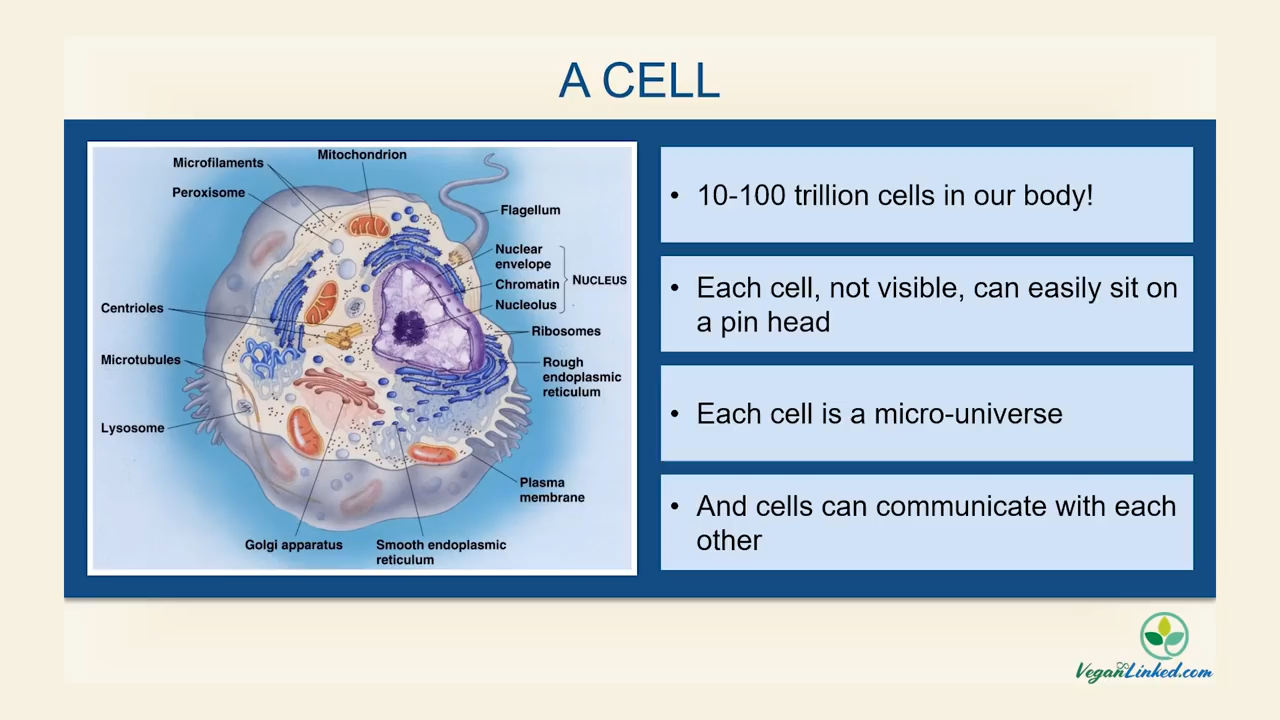 A CELL
Microfilaments
Mitochondrion
Peroxisome
Flagellum
Nuclear
envelope
Chromatin
Nucleolus
NUCLEUS
Centrioles
Ribosomes
Microtubules
Rough
endoplasmic
reticulum
Lysosome
Plasma
membrane
Golgi apparatus
Smooth endoplasmic
reticulum
• 10-100 trillion cells in our body!
• Each cell, not visible, can easily sit on
a pin head
• Each cell is a micro-universe
• And cells can communicate with each
other
VeganLinked.com